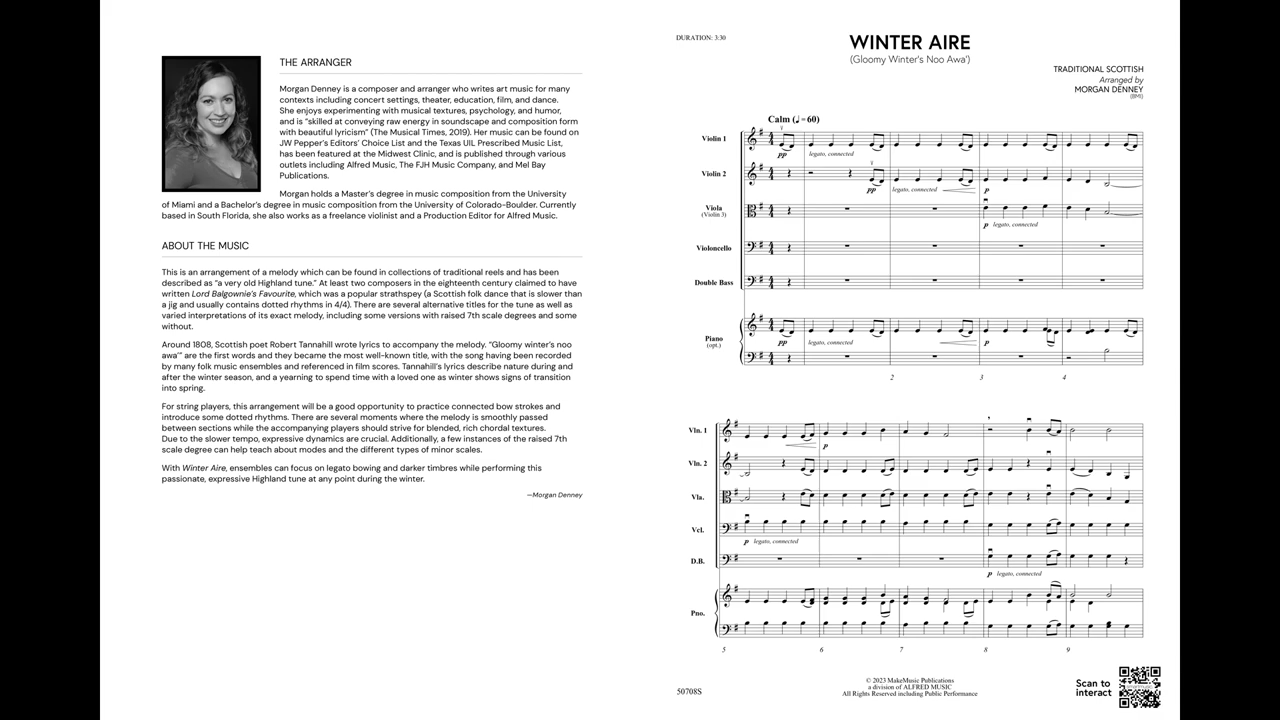 THE ARRANGER
Morgan Denney is a composer and arranger who writes art music for many
contexts including concert settings, theater, education, film, and dance.
She enjoys experimenting with musical textures, psychology, and humor,
and is “skilled at conveying raw energy in soundscape and composition form
with beautiful lyricism” (The Musical Times, 2019). Her music can be found on
JW Pepper’s Editors’ Choice List and the Texas UIL Prescribed Music List,
has been featured at the Midwest Clinic, and is published through various
outlets including Alfred Music, The FJH Music Company, and Mel Bay
Publications.
Morgan holds a Master’s degree in music composition from the University
of Miami and a Bachelor’s degree in music composition from the University of Colorado-Boulder. Currently
based in South Florida, she also works as a freelance violinist and a Production Editor for Alfred Music.
ABOUT THE MUSIC
This is an arrangement of a melody which can be found in collections of traditional reels and has been
described as “a very old Highland tune.” At least two composers in the eighteenth century claimed to have
written Lord Balgownie’s Favourite, which was a popular strathspey (a Scottish folk dance that is slower than
a jig and usually contains dotted rhythms in 4/4). There are several alternative titles for the tune as well as
varied interpretations of its exact melody, including some versions with raised 7th scale degrees and some
without.
Around 1808, Scottish poet Robert Tannahill wrote lyrics to accompany the melody. “Gloomy winter’s noo
awa’” are the first words and they became the most well-known title, with the song having been recorded
by many folk music ensembles and referenced in film scores. Tannahill’s lyrics describe nature during and
after the winter season, and a yearning to spend time with a loved one as winter shows signs of transition
into spring.
For string players, this arrangement will be a good opportunity to practice connected bow strokes and
introduce some dotted rhythms. There are several moments where the melody is smoothly passed
between sections while the accompanying players should strive for blended, rich chordal textures.
Due to the slower tempo, expressive dynamics are crucial. Additionally, a few instances of the raised 7th
scale degree can help teach about modes and the different types of minor scales.
With Winter Aire, ensembles can focus on legato bowing and darker timbres while performing this
passionate, expressive Highland tune at any point during the winter.
—Morgan Denney
DURATION: 3:30
WINTER AIRE
(Gloomy Winter's Noo Awa')
TRADITIONAL SCOTTISH
Arranged by
MORGAN DENNEY
(BMI)
Calm (♩ = 60)
Violin 1
pp legato, connected
Violin 2
pp legato, connected p
Viola
(Violin 3)
p legato, connected
Violoncello
Double Bass
Piano
(opt.)
pp legato, connected p
2 3 4
Vln. 1
p
Vln. 2
Vla.
Vcl.
p legato, connected
D.B.
p legato, connected
Pno.
5 6 7 8 9
50708S
© 2023 MakeMusic Publications
a division of ALFRED MUSIC
All Rights Reserved including Public Performance
Scan to
interact